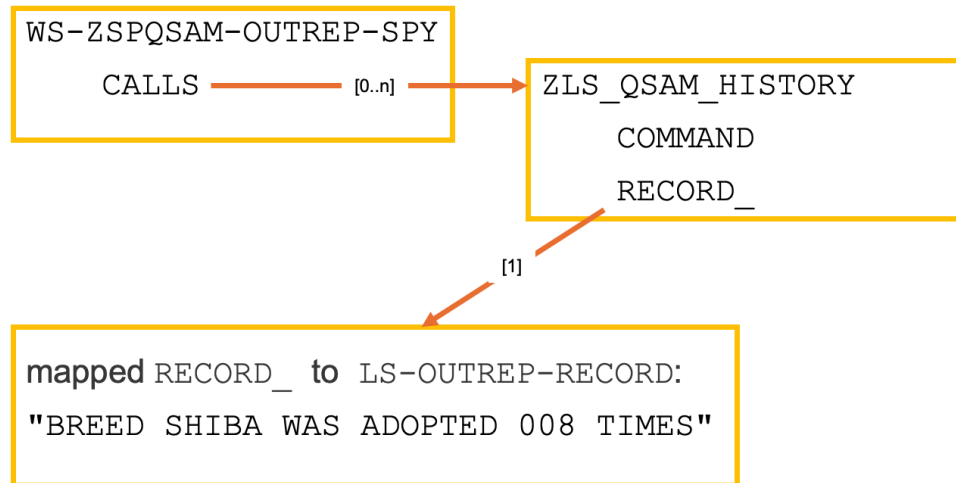 WS-ZSPQSAM-OUTREP-SPY
CALLS
[0..n]
ZLS_QSAM_HISTORY
COMMAND
RECORD_
[1]
mapped RECORD_ to LS-OUTREP-RECORD:
"BREED SHIBA WAS ADOPTED 008 TIMES"